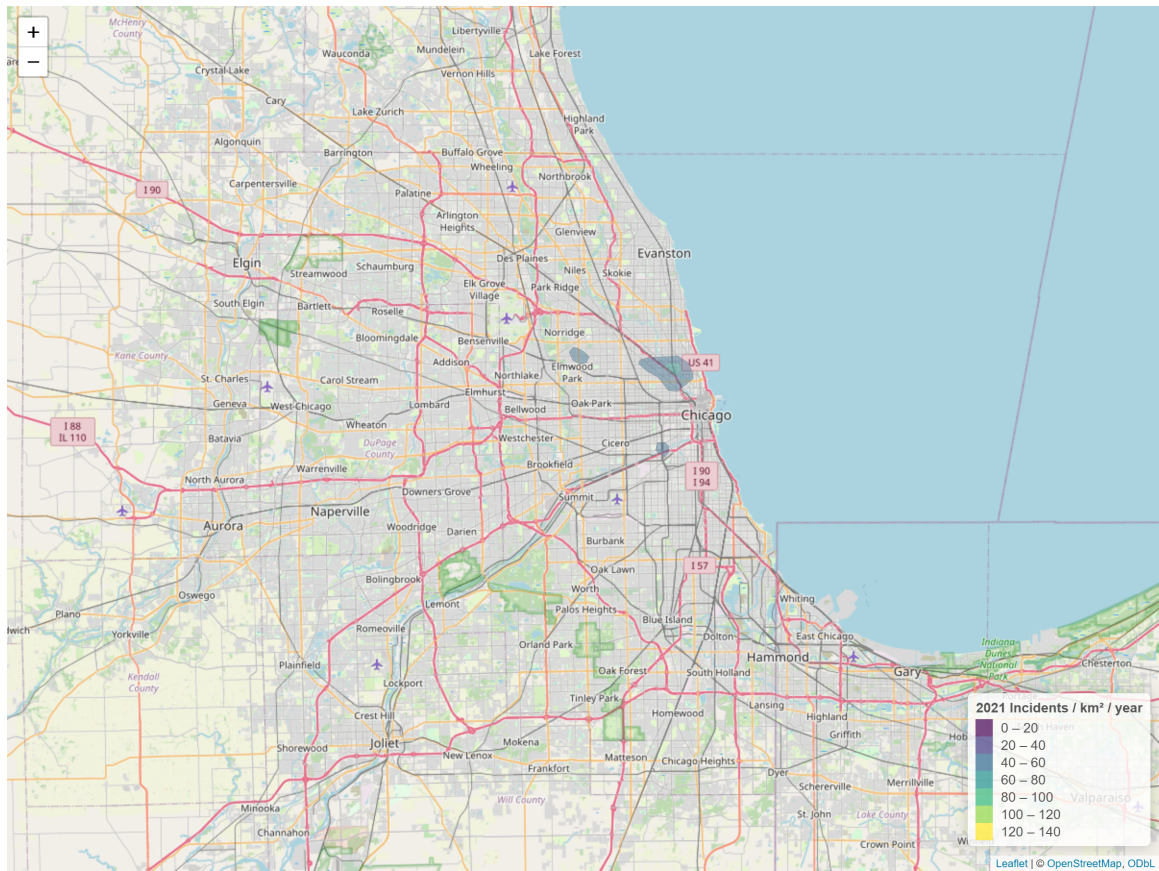 +
−
McHenry
County
Libertyville
Mundelein
Lake Forest
Wauconda
Crystal Lake
Vernon Hills
Cary
Lake Zurich
Highland
Park
Algonquin
Barrington
Buffalo Grove
Wheeling
Northbrook
Carpentersville
I 90
Palatine
Arlington
Heights
Glenview
Evanston
Elgin
Des Plaines
Streamwood
Schaumburg
Niles
Skokie
Elk Grove
Village
Park Ridge
South Elgin
Bartlett
Roselle
Norridge
Bloomingdale
Bensenville
Kane County
Addison
Elmwood
Park
US 41
St. Charles
Carol Stream
Northlake
Elmhurst
Geneva
West Chicago
Lombard
Bellwood
Oak Park
Chicago
I 88
IL 110
Wheaton
Batavia
DuPage
County
Westchester
Cicero
Warrenville
Brookfield
I 90
I 94
North Aurora
Downers Grove
Summit
Aurora
Naperville
Woodridge
Darien
Burbank
Oak Lawn
I 57
Bolingbrook
Worth
Oswego
Lemont
Palos Heights
Whiting
Plano
Blue Island
dwich
Yorkville
Romeoville
Dolton
East Chicago
Orland Park
Indiana
Dunes
National
Park
Hammond
Plainfield
Oak Forest
South Holland
Gary
Chesterton
Kendall
County
Lockport
Tinley Park
Lansing
Crest Hill
Homewood
Highland
Joliet
Mokena
Griffith
Shorewood
New Lenox
Matteson
Chicago Heights
Frankfort
Dyer
Schererville
Merrillville
Minooka
Will County
St. John
Lake County
Valparaiso
Channahon
Crown Point
2021 Incidents / km² / year
0 – 20
20 – 40
40 – 60
60 – 80
80 – 100
100 – 120
120 – 140
Leaflet | © OpenStreetMap, ODbL